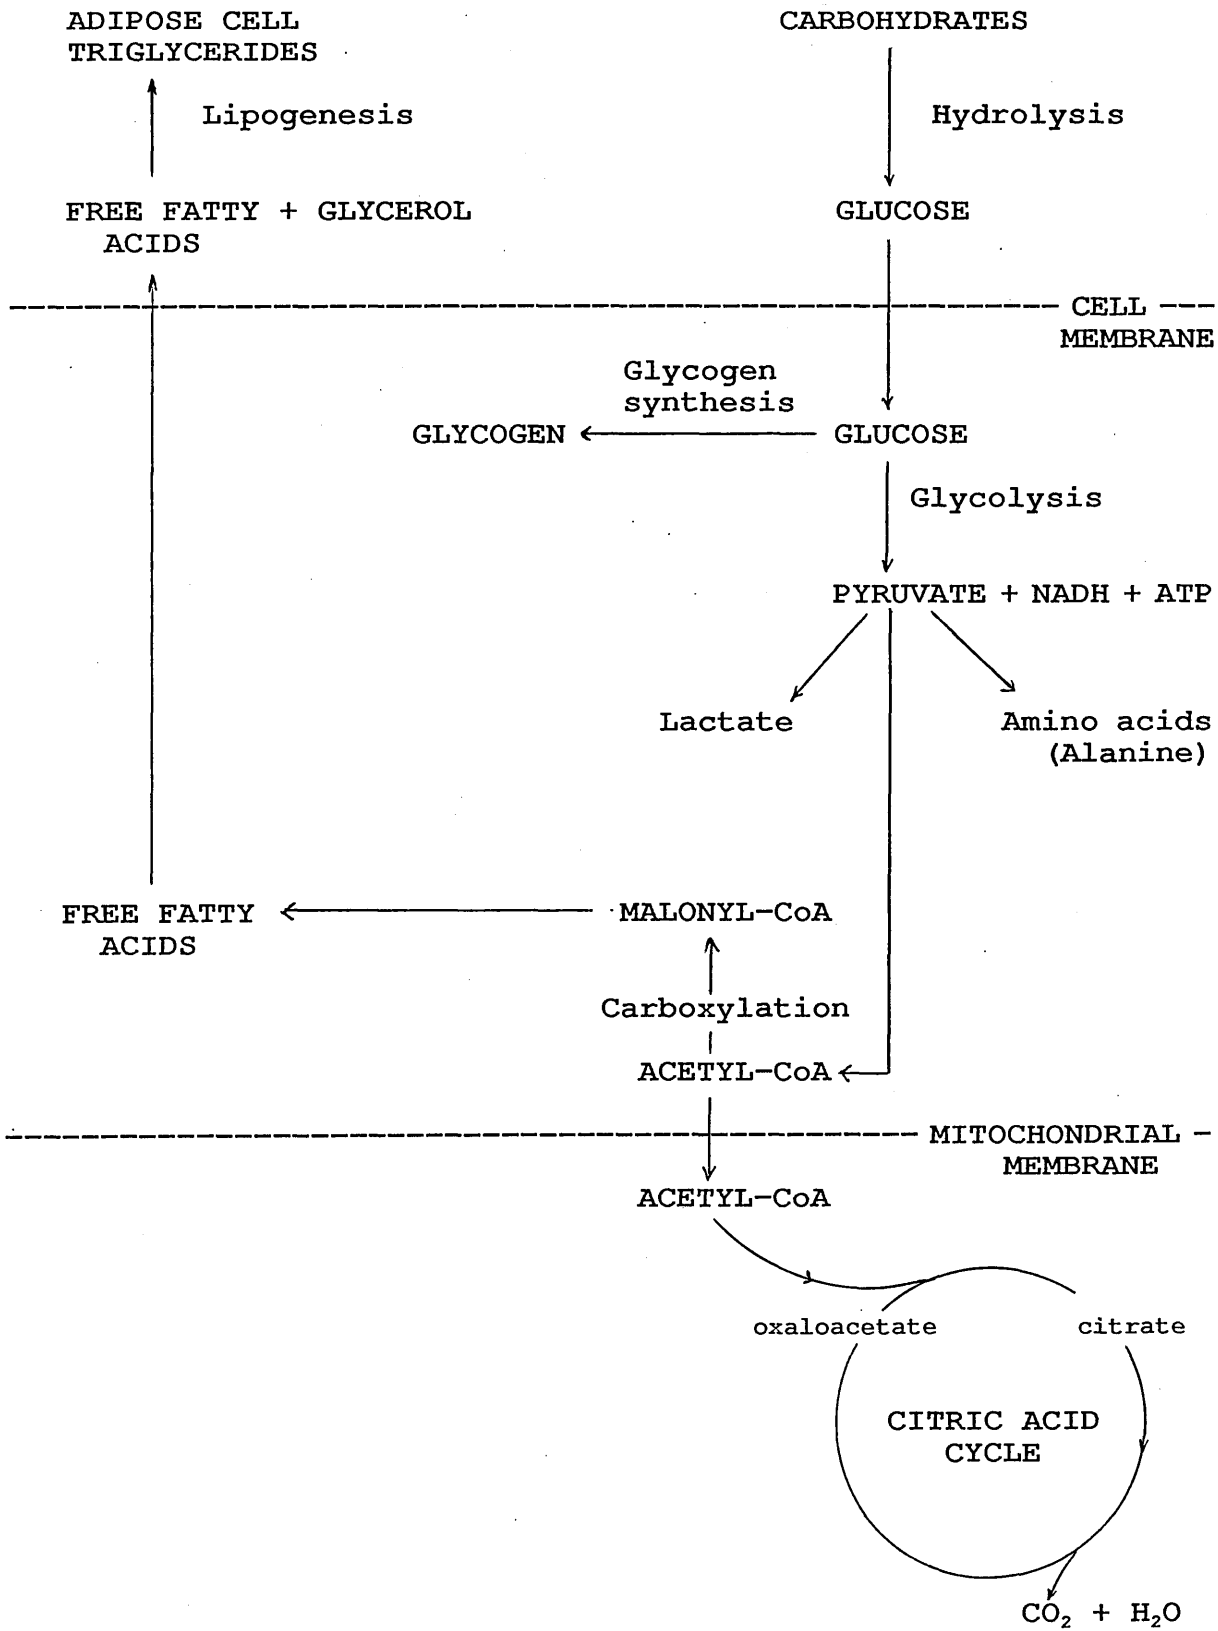 ADIPOSE CELL
TRIGLYCERIDES
CARBOHYDRATES
Lipogenesis
Hydrolysis
FREE FATTY + GLYCEROL
ACIDS
GLUCOSE
CELL
MEMBRANE
Glycogen
synthesis
GLYCOGEN
GLUCOSE
Glycolysis
PYRUVATE + NADH + ATP
Lactate
Amino acids
(Alanine)
FREE FATTY
ACIDS
MALONYL-CoA
Carboxylation
ACETYL-CoA
MITOCHONDRIAL
MEMBRANE
ACETYL-CoA
oxaloacetate
citrate
CITRIC ACID
CYCLE
CO₂ + H₂O